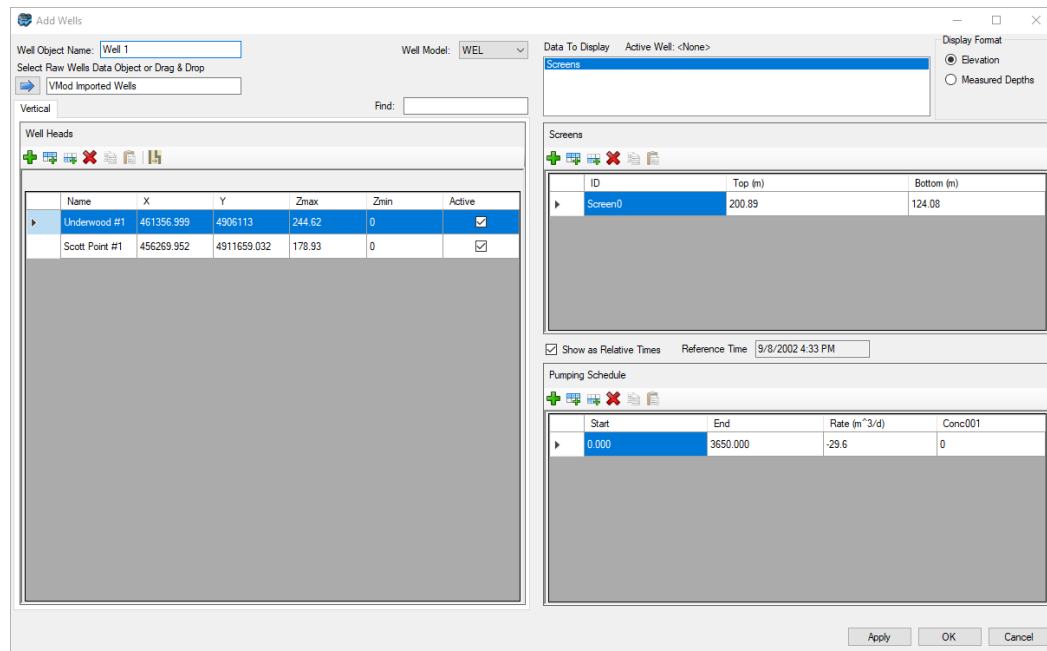 Add Wells
Well Object Name: Well 1
Well Model: WEL
Select Raw Wells Data Object or Drag & Drop
VMod Imported Wells
Vertical
Find:
Well Heads
Name X Y Zmax Zmin Active
Underwood #1 461356.999 4906113 244.62 0
Scott Point #1 456269.952 4911659.032 178.93 0
Data To Display Active Well: <None>
Screens
Display Format
Elevation
Measured Depths
Screens
ID Top (m) Bottom (m)
Screen0 200.89 124.08
Show as Relative Times Reference Time 9/8/2002 4:33 PM
Pumping Schedule
Start End Rate (m^3/d) Conc001
0.000 3650.000 -29.6 0
Apply OK Cancel